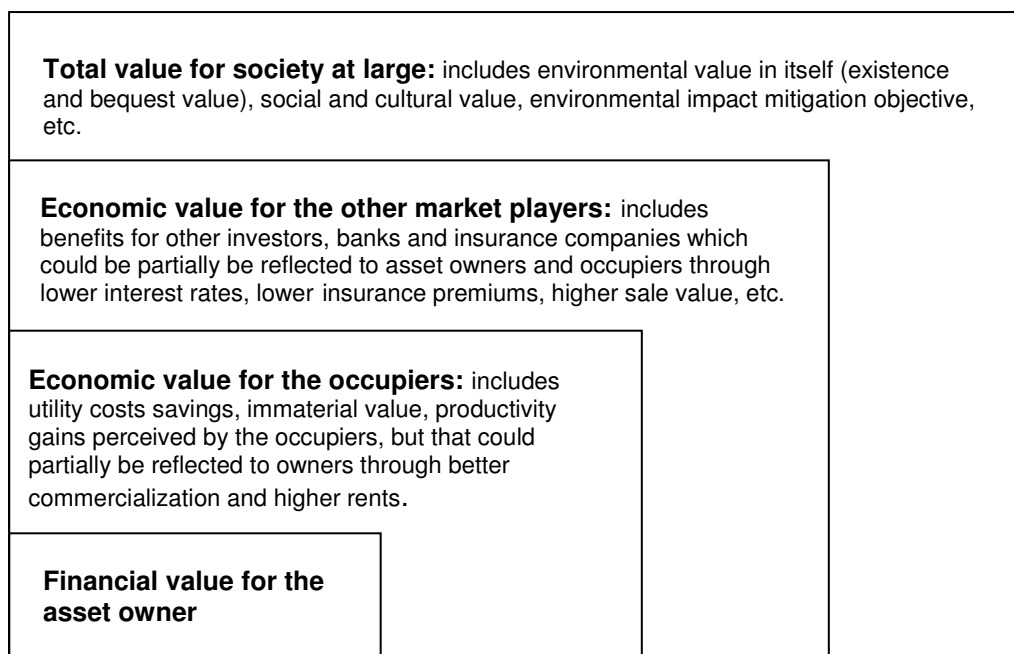 Total value for society at large: includes environmental value in itself (existence
and bequest value), social and cultural value, environmental impact mitigation objective,
etc.
Economic value for the other market players: includes
benefits for other investors, banks and insurance companies which
could be partially be reflected to asset owners and occupiers through
lower interest rates, lower insurance premiums, higher sale value, etc.
Economic value for the occupiers: includes
utility costs savings, immaterial value, productivity
gains perceived by the occupiers, but that could
partially be reflected to owners through better
commercialization and higher rents.
Financial value for the
asset owner